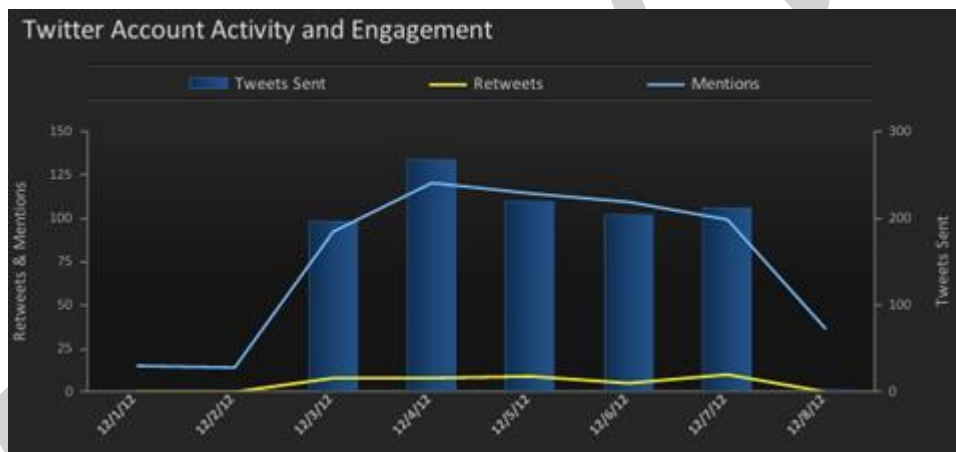 Twitter Account Activity and Engagement
Tweets Sent Retweets Mentions
150 300
125
100 200
75
50 100
25
0 0
Retweets & Mentions
Tweets Sent
12/1/12 12/2/12 12/3/12 12/4/12 12/5/12 12/6/12 12/7/12 12/8/12